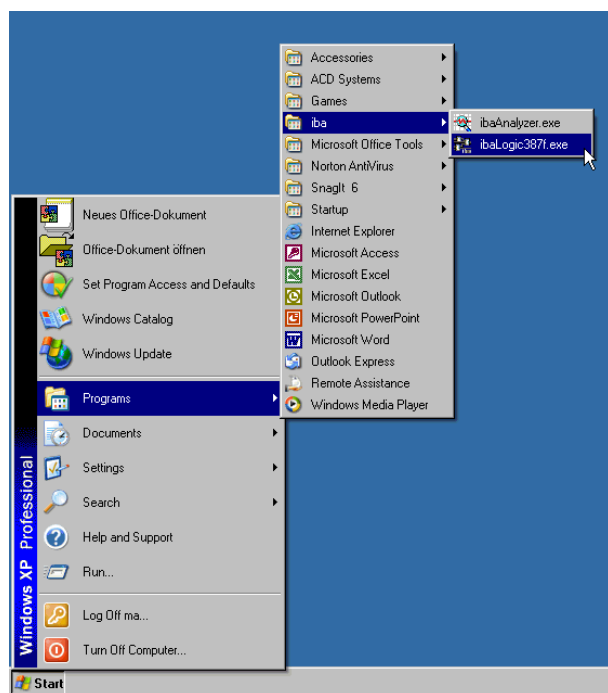 Accessories
ACD Systems
Games
iba
Microsoft Office Tools
Norton AntiVirus
SnagIt 6
Startup
Internet Explorer
Microsoft Access
Microsoft Excel
Microsoft Outlook
Microsoft PowerPoint
Microsoft Word
Outlook Express
Remote Assistance
Windows Media Player
ibaAnalyzer.exe
ibaLogic387f.exe
Neues Office-Dokument
Office-Dokument öffnen
Set Program Access and Defaults
Windows Catalog
Windows Update
Programs
Documents
Settings
Search
Help and Support
Run...
Log Off ma...
Turn Off Computer...
Windows XP Professional
Start